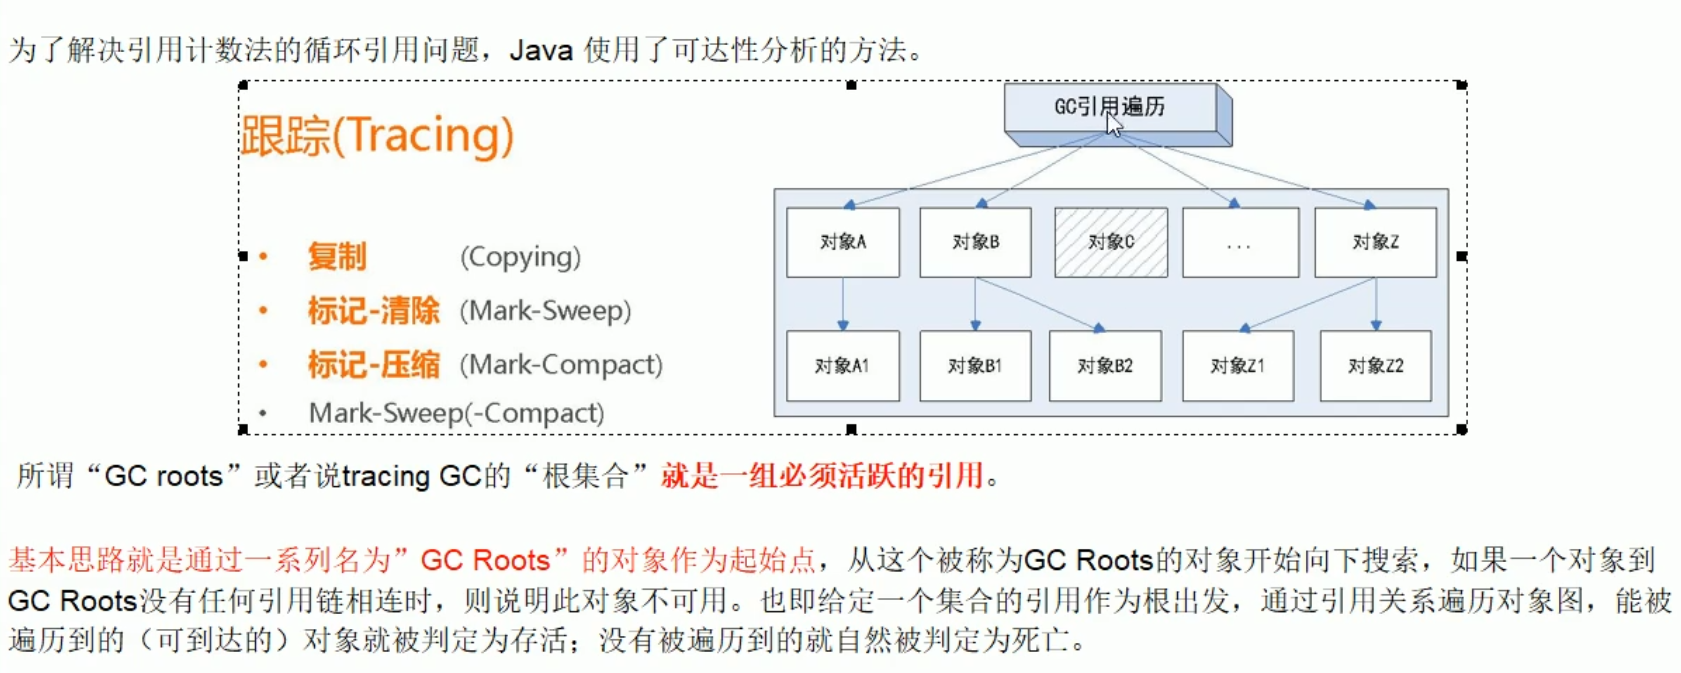 为了解决引用计数法的循环引用问题，Java 使用了可达性分析的方法。
跟踪(Tracing)
• 复制 (Copying)
• 标记-清除 (Mark-Sweep)
• 标记-压缩 (Mark-Compact)
• Mark-Sweep(-Compact)
GC引用遍历
对象A 对象B 对象C ... 对象Z
对象A1 对象B1 对象B2 对象Z1 对象Z2
所谓“GC roots”或者说tracing GC的“根集合”就是一组必须活跃的引用。
基本思路就是通过一系列名为”GC Roots”的对象作为起始点，从这个被称为GC Roots的对象开始向下搜索，如果一个对象到
GC Roots没有任何引用链相连时，则说明此对象不可用。也即给定一个集合的引用作为根出发，通过引用关系遍历对象图，能被
遍历到的（可到达的）对象就被判定为存活；没有被遍历到的就自然被判定为死亡。